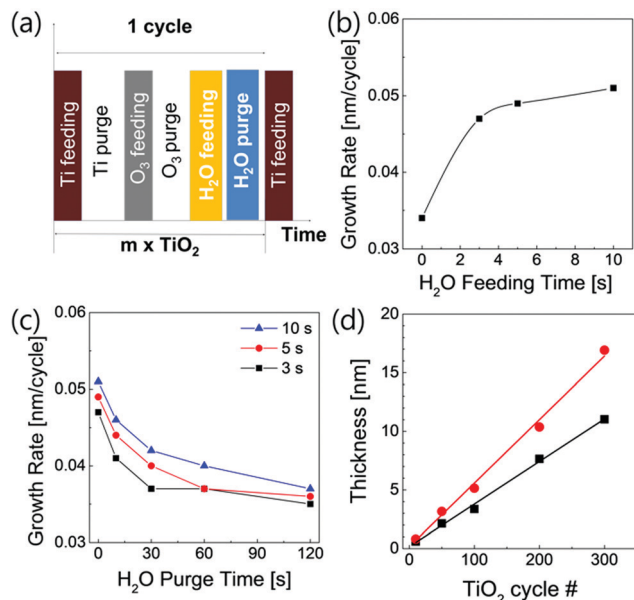 (a)
1 cycle
Ti feeding
Ti purge
O₃ feeding
O₃ purge
H₂O feeding
H₂O purge
Ti feeding
m x TiO₂
Time
(b)
Growth Rate [nm/cycle]
0.06
0.05
0.04
0.03
0 2 4 6 8 10
H₂O Feeding Time [s]
(c)
Growth Rate [nm/cycle]
0.06
0.05
0.04
0.03
10 s
5 s
3 s
0 30 60 90 120
H₂O Purge Time [s]
(d)
Thickness [nm]
20
15
10
5
0
0 100 200 300
TiO₂ cycle #